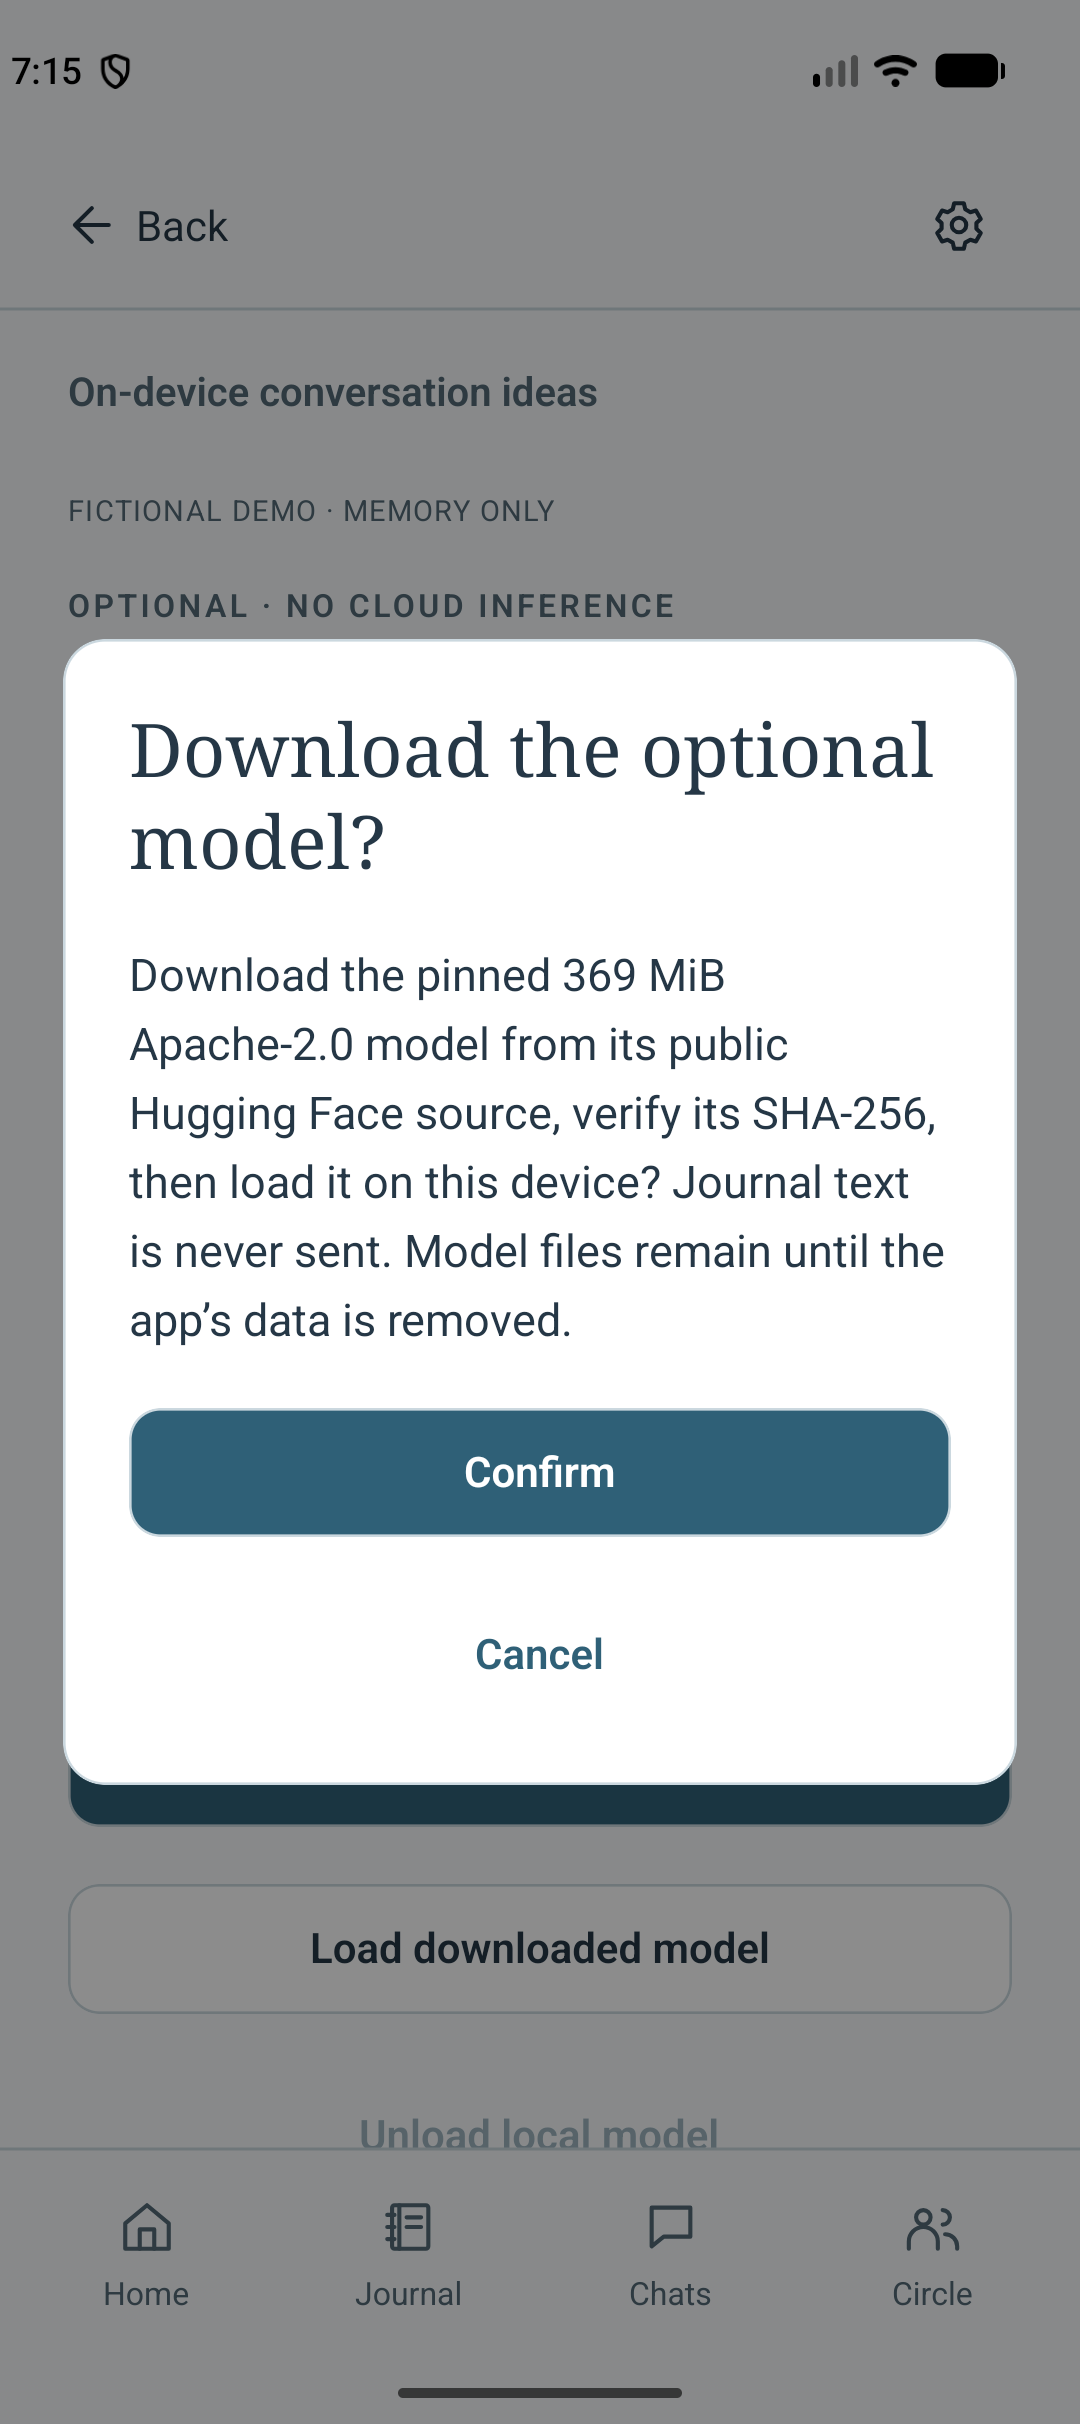 7:15
Back
On-device conversation ideas
FICTIONAL DEMO · MEMORY ONLY
OPTIONAL · NO CLOUD INFERENCE
Download the optional
model?
Download the pinned 369 MiB
Apache-2.0 model from its public
Hugging Face source, verify its SHA-256,
then load it on this device? Journal text
is never sent. Model files remain until the
app’s data is removed.
Confirm
Cancel
Load downloaded model
Unload local model
Home
Journal
Chats
Circle